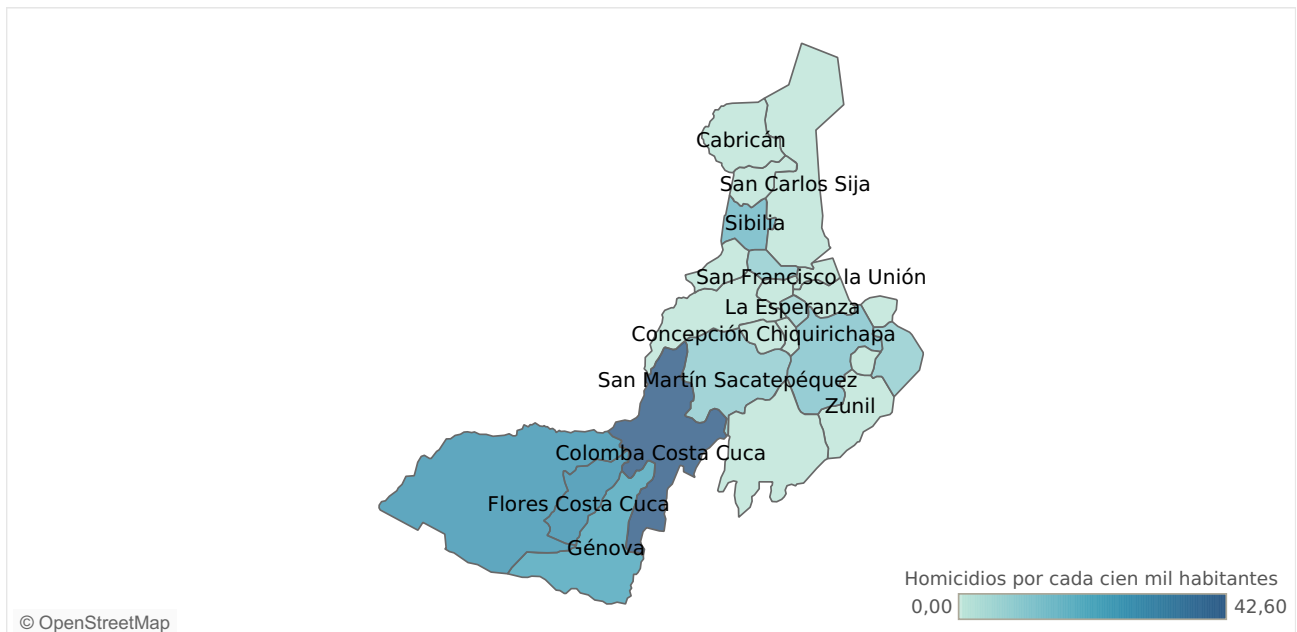 Cabricán
San Carlos Sija
Sibilia
San Francisco la Unión
La Esperanza
Concepción Chiquirichapa
San Martín Sacatepéquez
Zunil
Colomba Costa Cuca
Flores Costa Cuca
Génova
Homicidios por cada cien mil habitantes
0,00 42,60
© OpenStreetMap